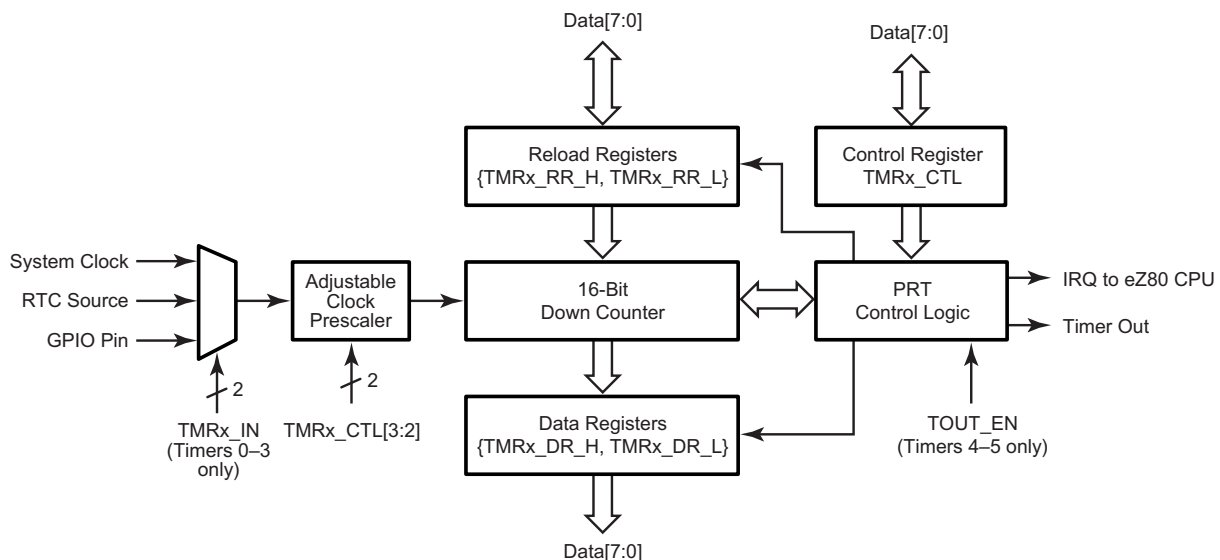 Data[7:0]
Data[7:0]
Reload Registers
{TMRx_RR_H, TMRx_RR_L}
Control Register
TMRx_CTL
System Clock
RTC Source
GPIO Pin
Adjustable
Clock
Prescaler
16-Bit
Down Counter
PRT
Control Logic
IRQ to eZ80 CPU
Timer Out
2
TMRx_IN
(Timers 0–3
only)
2
TMRx_CTL[3:2]
Data Registers
{TMRx_DR_H, TMRx_DR_L}
TOUT_EN
(Timers 4–5 only)
Data[7:0]